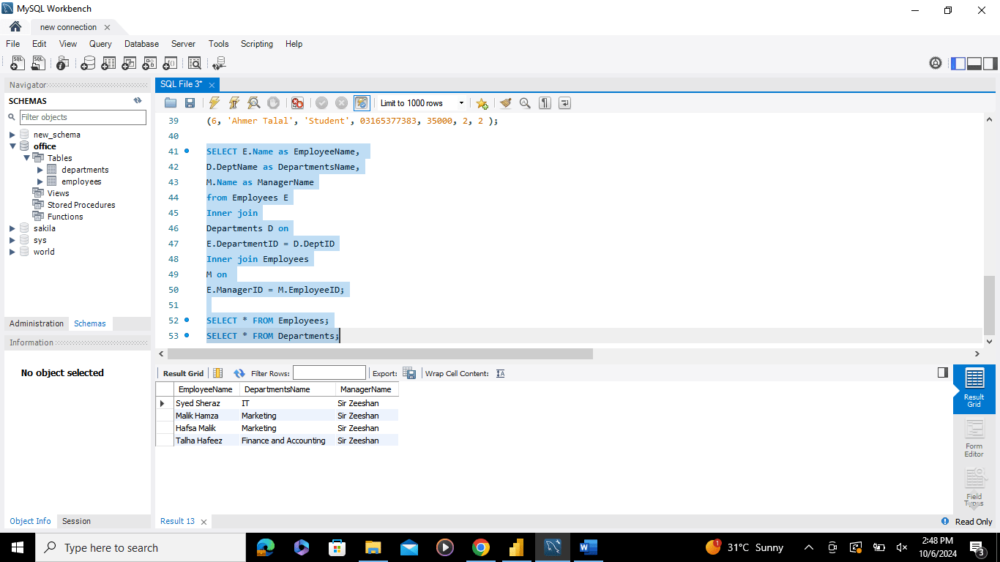 MySQL Workbench
new connection
File Edit View Query Database Server Tools Scripting Help
Navigator
SCHEMAS
Filter objects
new_schema
office
Tables
departments
employees
Views
Stored Procedures
Functions
sakila
sys
world
Administration Schemas
Information
No object selected
Object Info Session
SQL File 3*
Limit to 1000 rows
39 (6, 'Ahmer Talal', 'Student', 03165377383, 35000, 2, 2 );
40
41 SELECT E.Name as EmployeeName,
42 D.DeptName as DepartmentsName,
43 M.Name as ManagerName
44 from Employees E
45 Inner join
46 Departments D on
47 E.DepartmentID = D.DeptID
48 Inner join Employees
49 M on
50 E.ManagerID = M.EmployeeID;
51
52 SELECT * FROM Employees;
53 SELECT * FROM Departments;
Result Grid Filter Rows: Export: Wrap Cell Content:
EmployeeName DepartmentsName ManagerName
Syed Sheraz IT Sir Zeeshan
Malik Hamza Marketing Sir Zeeshan
Hafsa Malik Marketing Sir Zeeshan
Talha Hafeez Finance and Accounting Sir Zeeshan
Result
Grid
Form
Editor
Field
Types
Result 13
Read Only
Type here to search
1
31°C Sunny
2:48 PM
10/6/2024
3